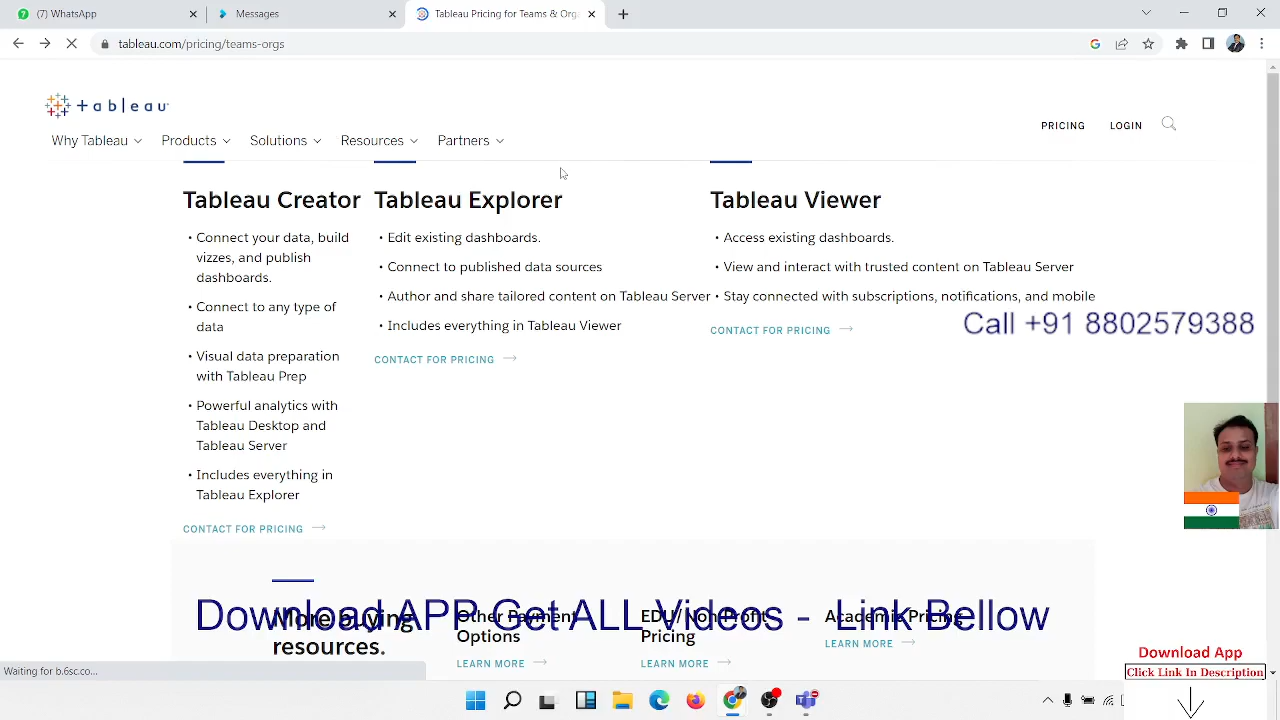 (7) WhatsApp
Messages
Tableau Pricing for Teams & Org
tableau.com/pricing/teams-orgs
+ a b | e a u
PRICING
LOGIN
Why Tableau
Products
Solutions
Resources
Partners
Tableau Creator
• Connect your data, build
vizzes, and publish
dashboards.
• Connect to any type of
data
• Visual data preparation
with Tableau Prep
• Powerful analytics with
Tableau Desktop and
Tableau Server
• Includes everything in
Tableau Explorer
CONTACT FOR PRICING
Tableau Explorer
• Edit existing dashboards.
• Connect to published data sources
• Author and share tailored content on Tableau Server
• Includes everything in Tableau Viewer
CONTACT FOR PRICING
Tableau Viewer
• Access existing dashboards.
• View and interact with trusted content on Tableau Server
• Stay connected with subscriptions, notifications, and mobile
CONTACT FOR PRICING
Call +91 8802579388
Download APP Get ALL Videos - Link Bellow
More buying
resources.
Other Payment
Options
LEARN MORE
EDU/Non Profit
Pricing
LEARN MORE
Academic Pricing
LEARN MORE
Waiting for b.6sc.co...
Download App
Click Link In Description